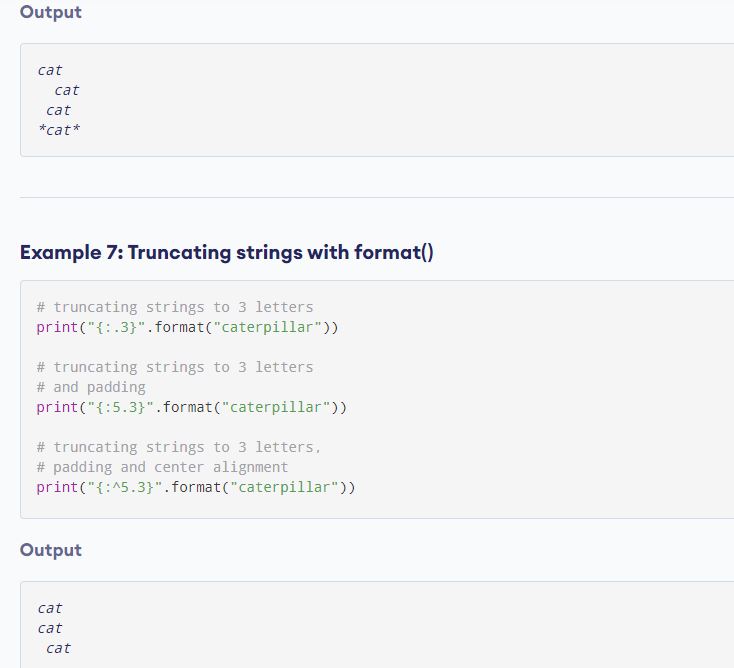 Output
cat
  cat
 cat
*cat*
Example 7: Truncating strings with format()
# truncating strings to 3 letters
print("{:.3}".format("caterpillar"))
# truncating strings to 3 letters
# and padding
print("{:5.3}".format("caterpillar"))
# truncating strings to 3 letters,
# padding and center alignment
print("{:^5.3}".format("caterpillar"))
Output
cat
cat
 cat